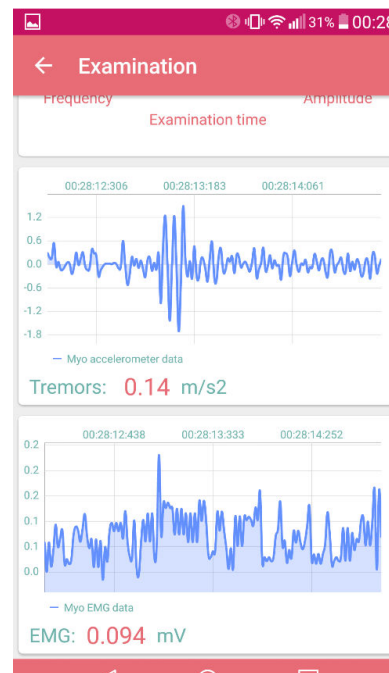 31% 00:28
Examination
Frequency Amplitude
Examination time
00:28:12:306 00:28:13:183 00:28:14:061
1.2
0.6
0.0
-0.6
-1.2
-1.8
Myo accelerometer data
Tremors: 0.14 m/s2
00:28:12:438 00:28:13:333 00:28:14:252
0.2
0.2
0.2
0.1
0.1
0.0
Myo EMG data
EMG: 0.094 mV